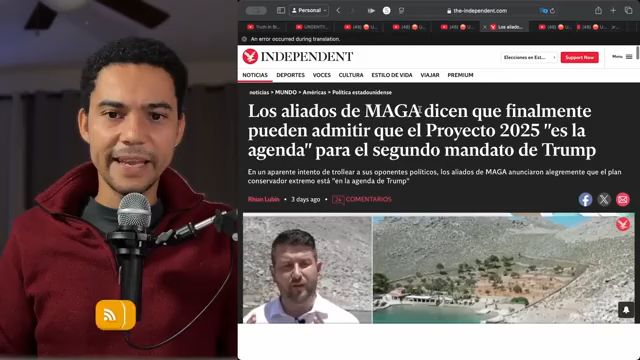 Personal
the-independent.com
An error occurred during translation.
INDEPENDENT
Elecciones en Est...
Support Now
Menu
NOTICIAS DEPORTES VOCES CULTURA ESTILO DE VIDA VIAJAR PREMIUM
noticias > MUNDO > Américas > Política estadounidense
Los aliados de MAGA dicen que finalmente
pueden admitir que el Proyecto 2025 "es la
agenda" para el segundo mandato de Trump
En un aparente intento de trollear a sus oponentes políticos, los aliados de MAGA anunciaron alegremente que el plan
conservador extremo está "en la agenda de Trump"
Rhian Lubin • 3 days ago
COMENTARIOS